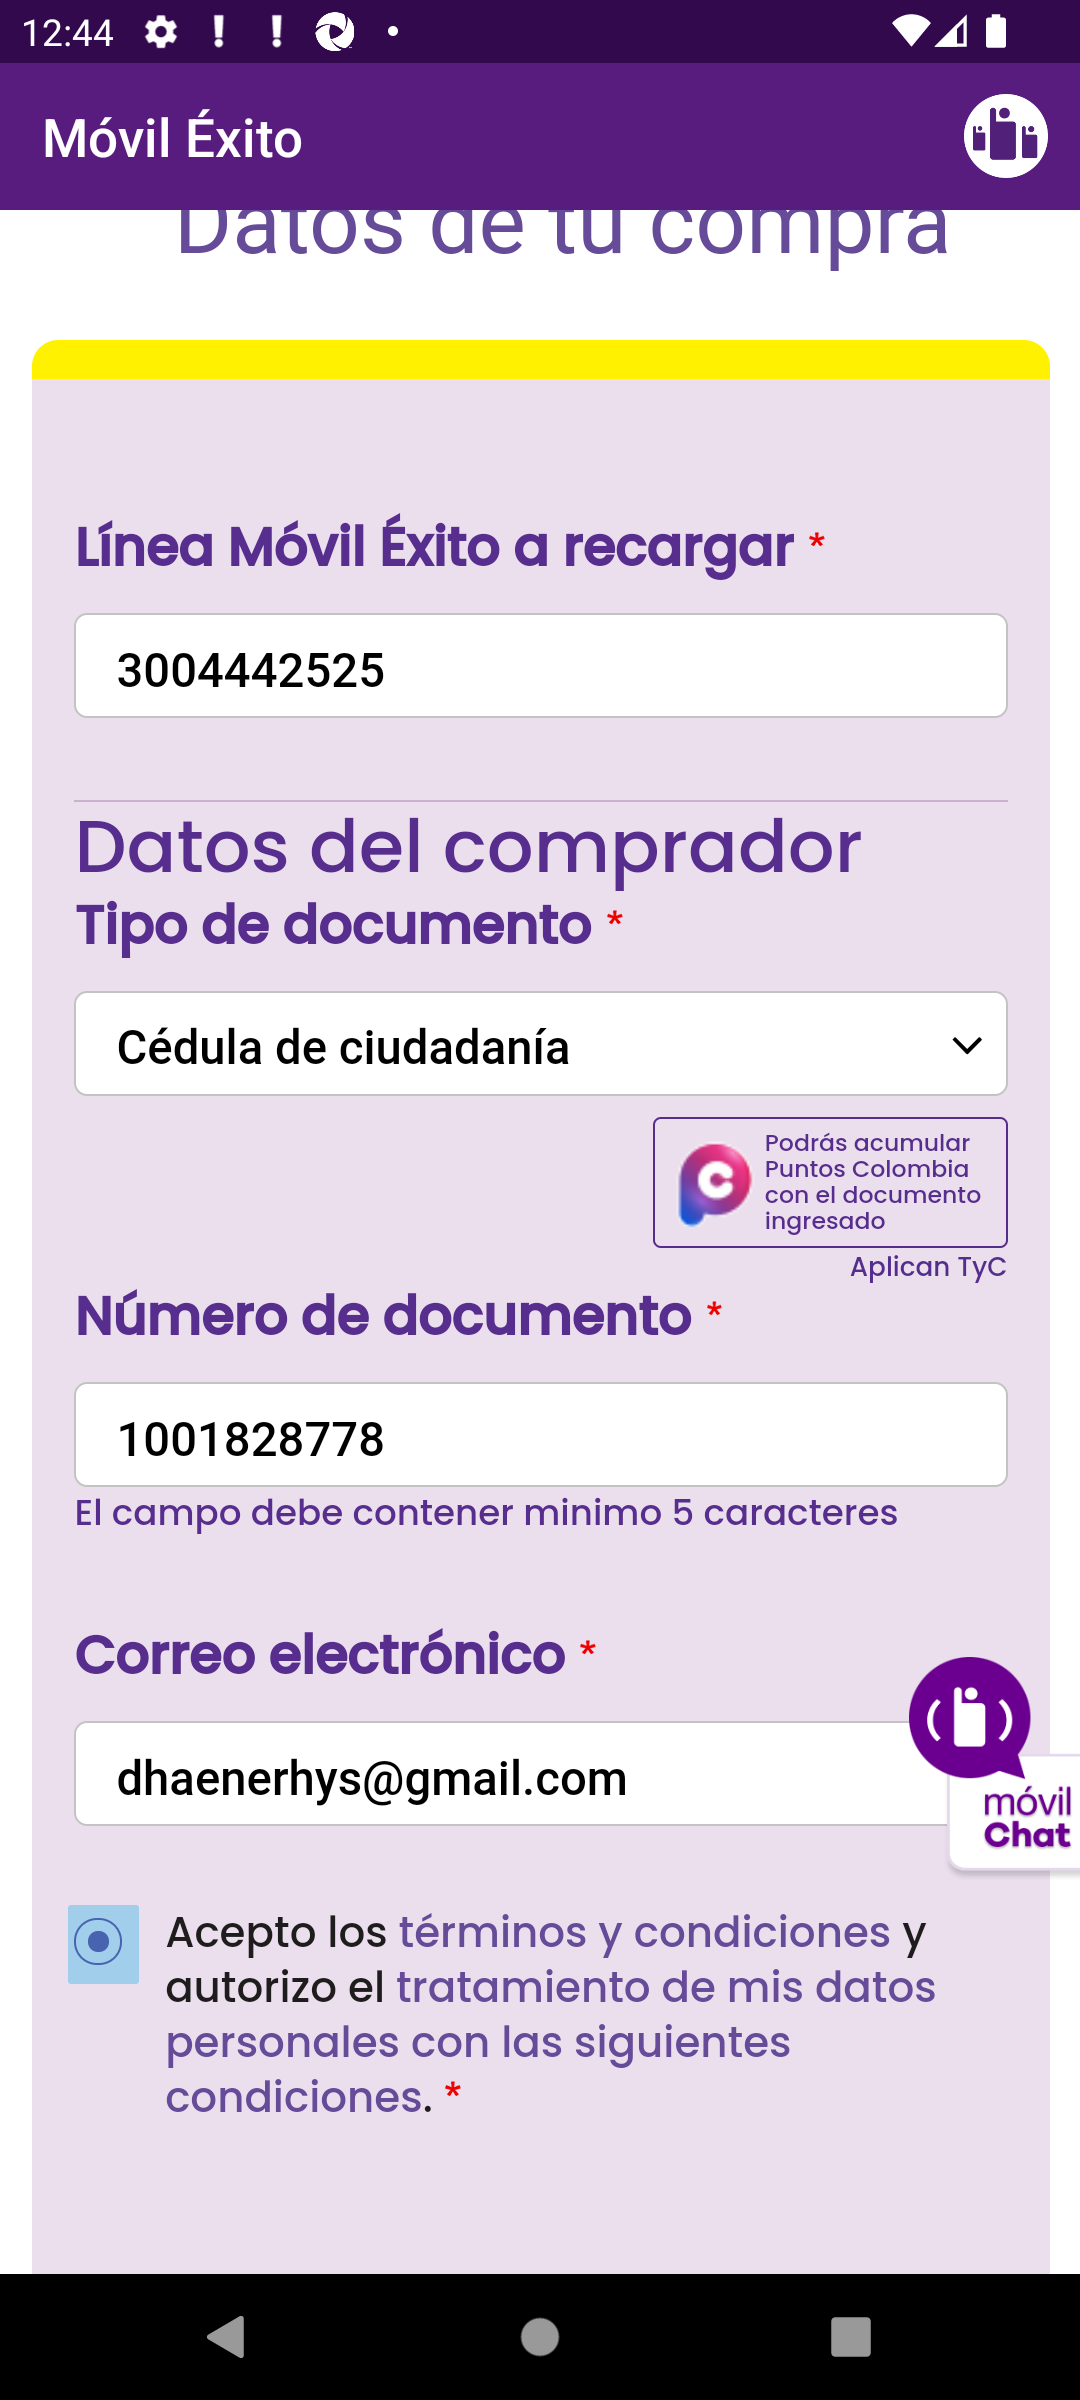 12:44
Móvil Éxito
Datos de tu compra
Línea Móvil Éxito a recargar *
3004442525
Datos del comprador
Tipo de documento *
Cédula de ciudadanía
Podrás acumular
Puntos Colombia
con el documento
ingresado
Aplican TyC
Número de documento *
1001828778
El campo debe contener minimo 5 caracteres
Correo electrónico *
dhaenerhys@gmail.com
móvil
Chat
Acepto los términos y condiciones y
autorizo el tratamiento de mis datos
personales con las siguientes
condiciones. *